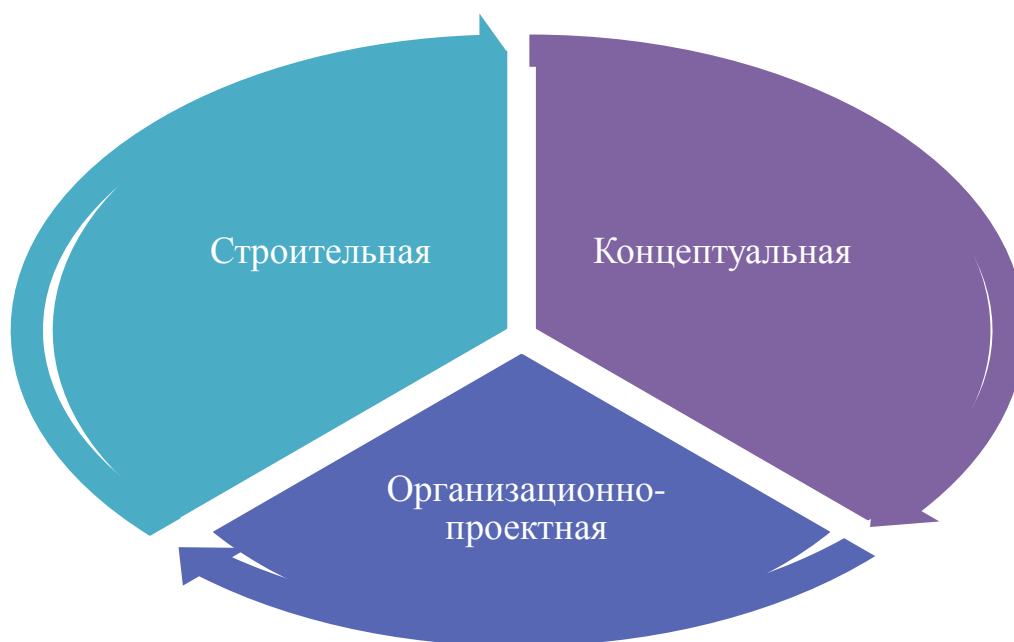 Строительная
Концептуальная
Организационно-
проектная